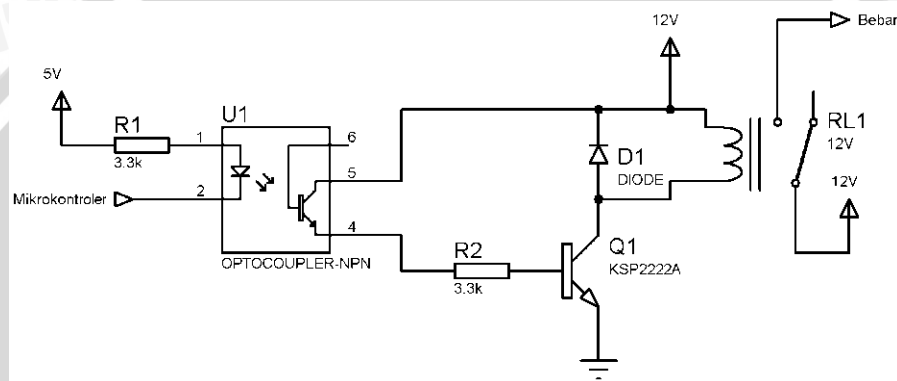 12V
Beban
5V
U1
R1
1
6
RL1
3.3k
12V
D1
5
12V
DIODE
Mikrokontroler
2
4
R2
Q1
OPTOCOUPLER-NPN
KSP2222A
3.3k